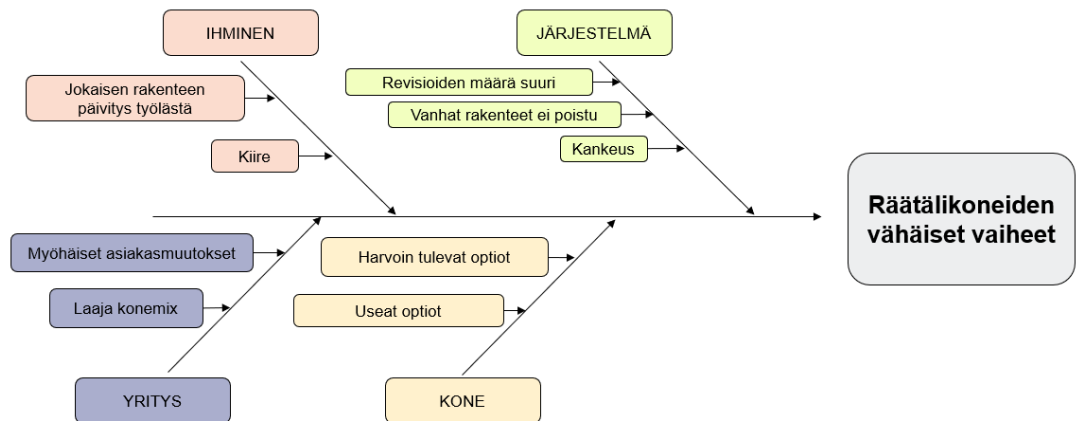 IHMINEN
JÄRJESTELMÄ
Jokaisen rakenteen
päivitys työlästä
Kiire
Revisioiden määrä suuri
Vanhat rakenteet ei poistu
Kankeus
Räätälikoneiden
vähäiset vaiheet
Myöhäiset asiakasmuutokset
Laaja konemix
Harvoin tulevat optiot
Useat optiot
YRITYS
KONE